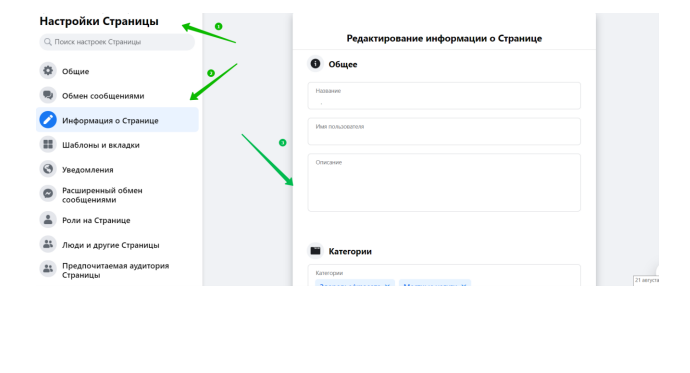 Настройки Страницы
Поиск настроек Страницы
Общие
Обмен сообщениями
Информация о Странице
Шаблоны и вкладки
Уведомления
Расширенный обмен
сообщениями
Роли на Странице
Люди и другие Страницы
Предпочитаемая аудитория
Страницы
1
2
3
Редактирование информации о Странице
Общее
Название
Имя пользователя
Описание
Категории
Категории
21 августа